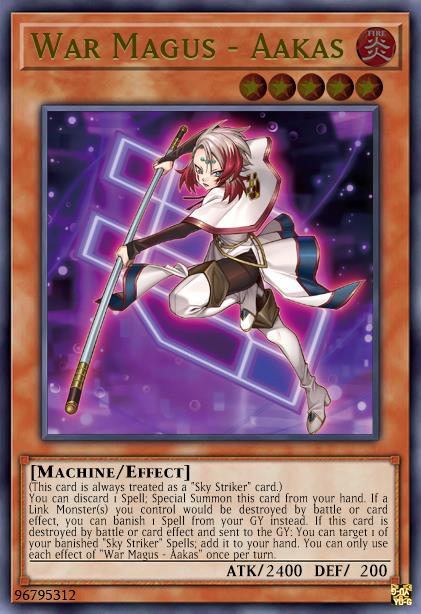 War Magus - Aakas
FIRE
炎
[Machine/Effect]
(This card is always treated as a "Sky Striker" card.)
You can discard 1 Spell; Special Summon this card from your hand. If a
Link Monster(s) you control would be destroyed by battle or card
effect, you can banish 1 Spell from your GY instead. If this card is
destroyed by battle or card effect and sent to the GY: You can target 1 of
your banished "Sky Striker" Spells; add it to your hand. You can only use
each effect of "War Magus - Aakas" once per turn.
ATK/2400 DEF/ 200
96795312